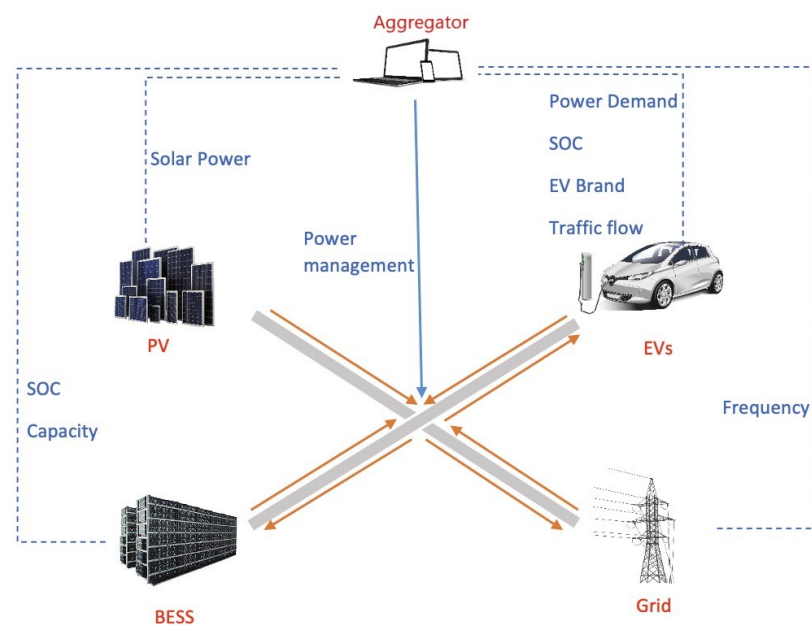 Aggregator
Power Demand
Solar Power
SOC
EV Brand
Traffic flow
Power
management
PV
EVs
SOC
Capacity
Frequency
BESS
Grid